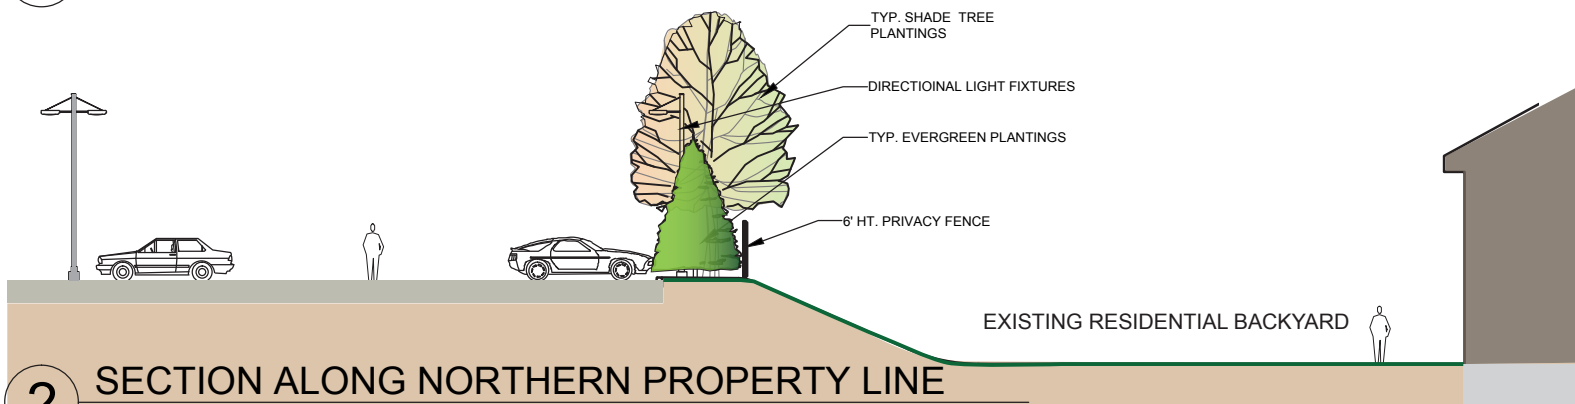 TYP. SHADE TREE
PLANTINGS
DIRECTIOINAL LIGHT FIXTURES
TYP. EVERGREEN PLANTINGS
6' HT. PRIVACY FENCE
EXISTING RESIDENTIAL BACKYARD
2 SECTION ALONG NORTHERN PROPERTY LINE